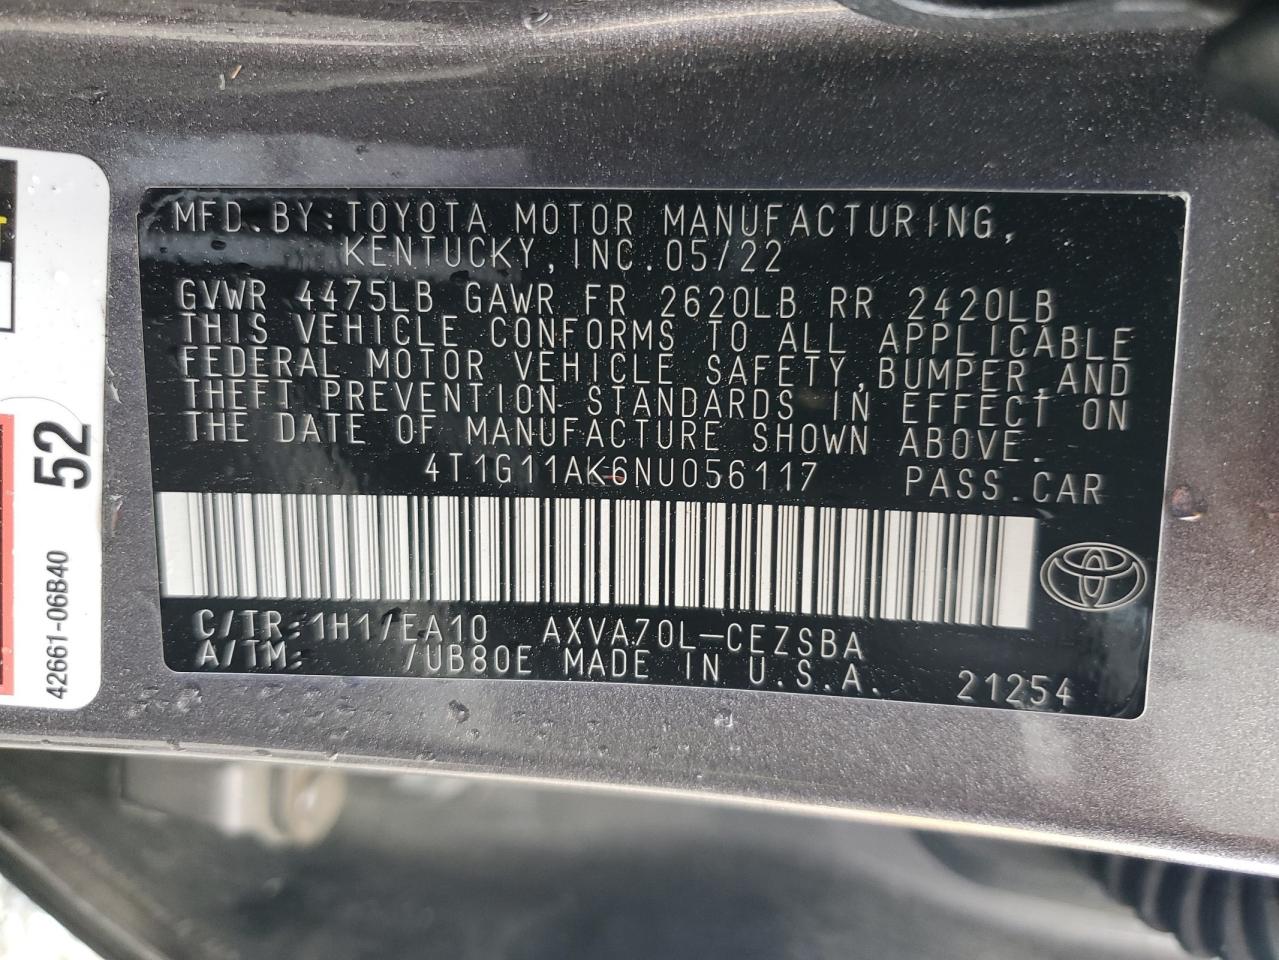 MFD.BY:TOYOTA MOTOR MANUFACTURING,
KENTUCKY,INC.05/22
GVWR 4475LB GAWR FR 2620LB RR 2420LB
THIS VEHICLE CONFORMS TO ALL APPLICABLE
FEDERAL MOTOR VEHICLE SAFETY,BUMPER,AND
THEFT PREVENTION STANDARDS IN EFFECT ON
THE DATE OF MANUFACTURE SHOWN ABOVE.
4T1G11AK6NU056117 PASS.CAR
C/TR:1H1/EA10 AXVA70L-CEZSBA
A/TM: /UB80E MADE IN U.S.A. 21254
52
42661-06B40